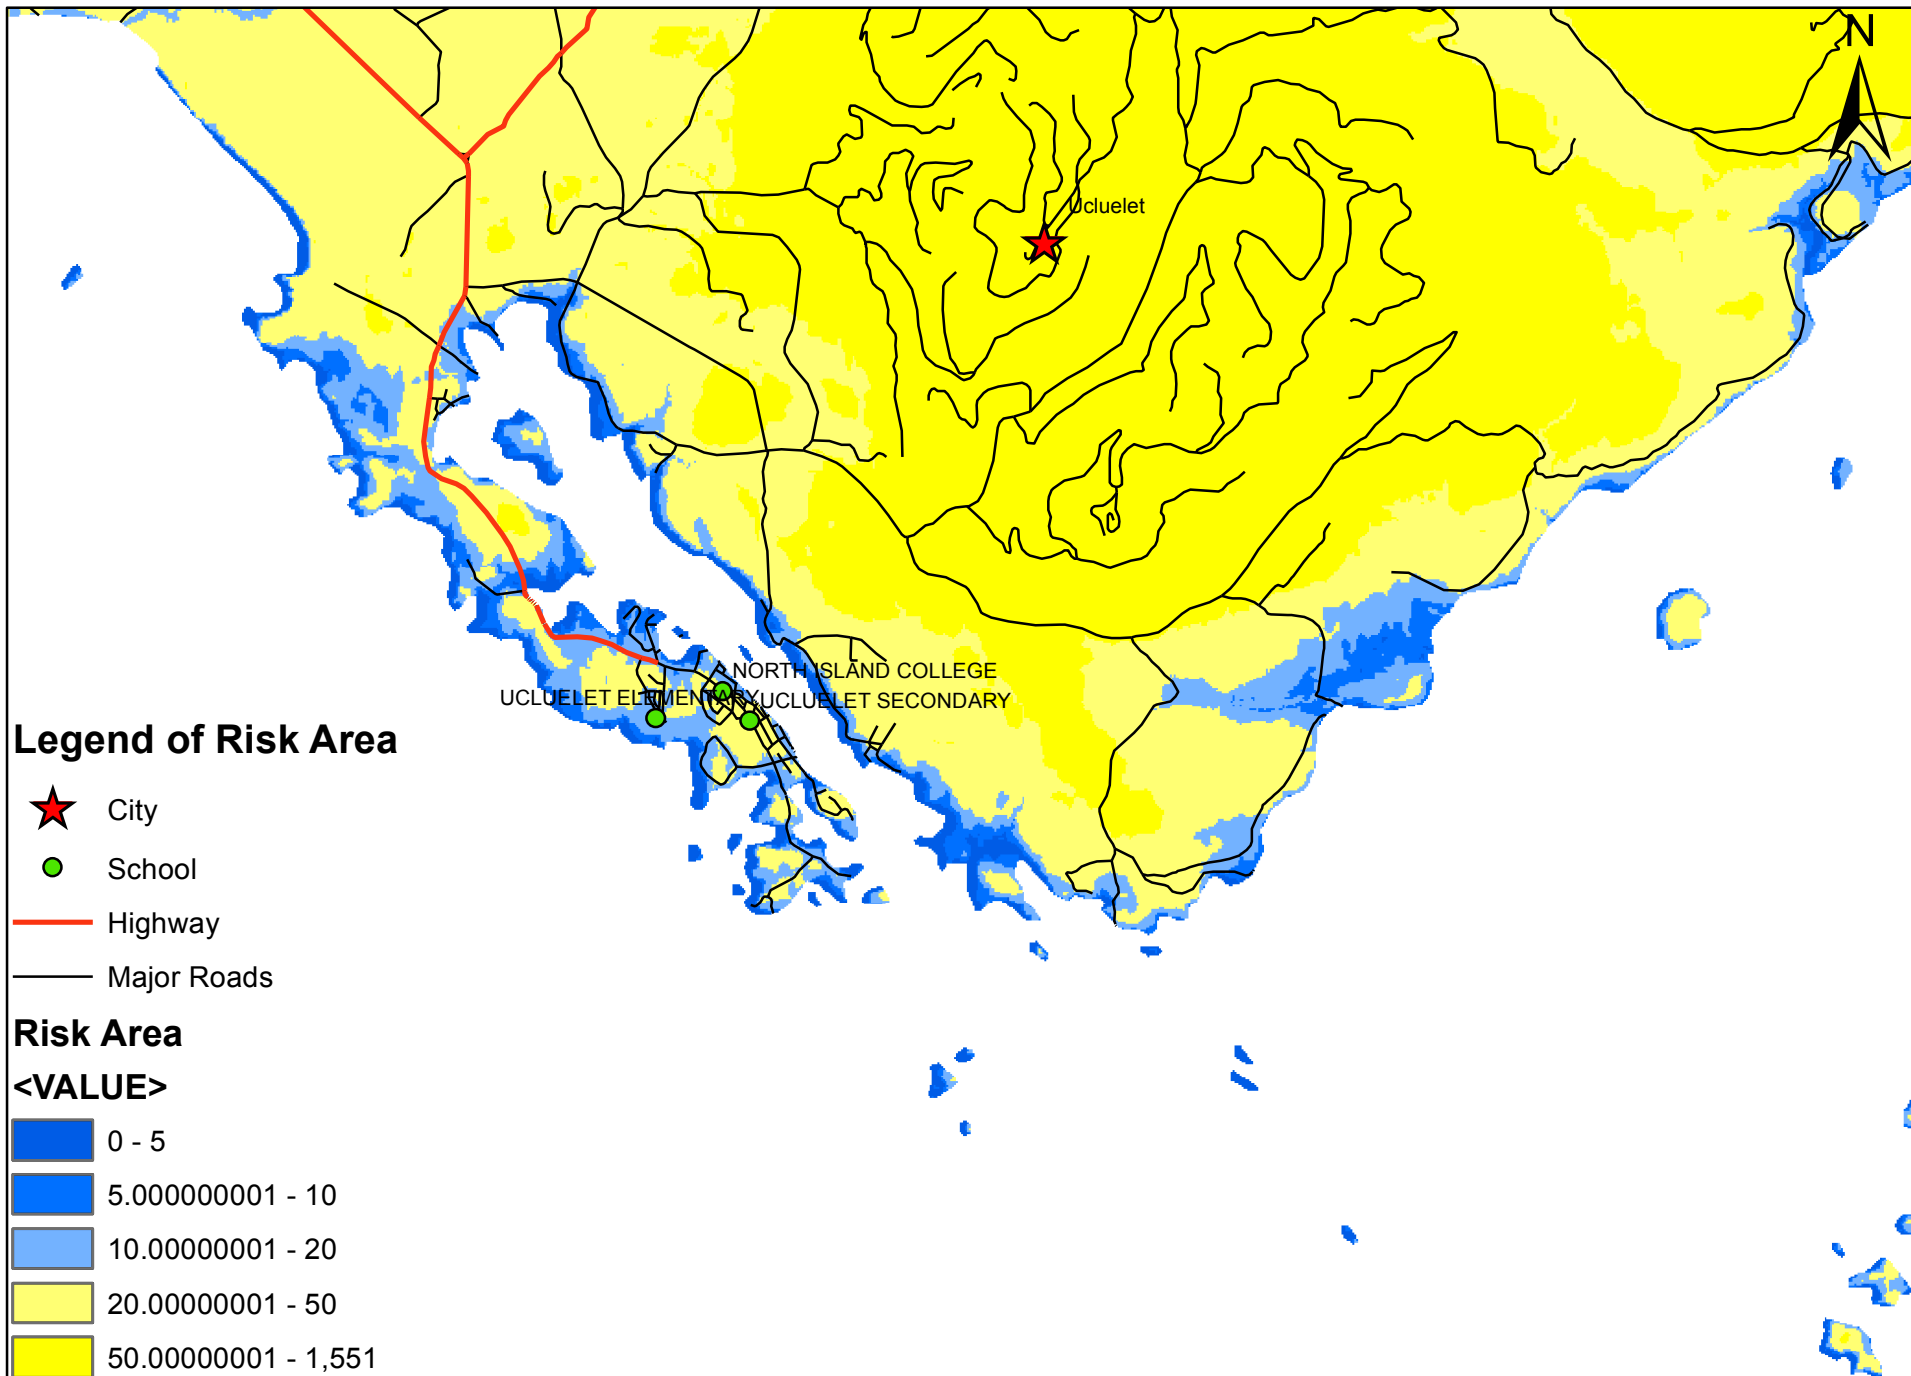 N
Ucluelet
NORTH ISLAND COLLEGE
UCLUELET ELEMENTARY
UCLUELET SECONDARY
Legend of Risk Area
City
School
Highway
Major Roads
Risk Area
<VALUE>
0 - 5
5.000000001 - 10
10.00000001 - 20
20.00000001 - 50
50.00000001 - 1,551